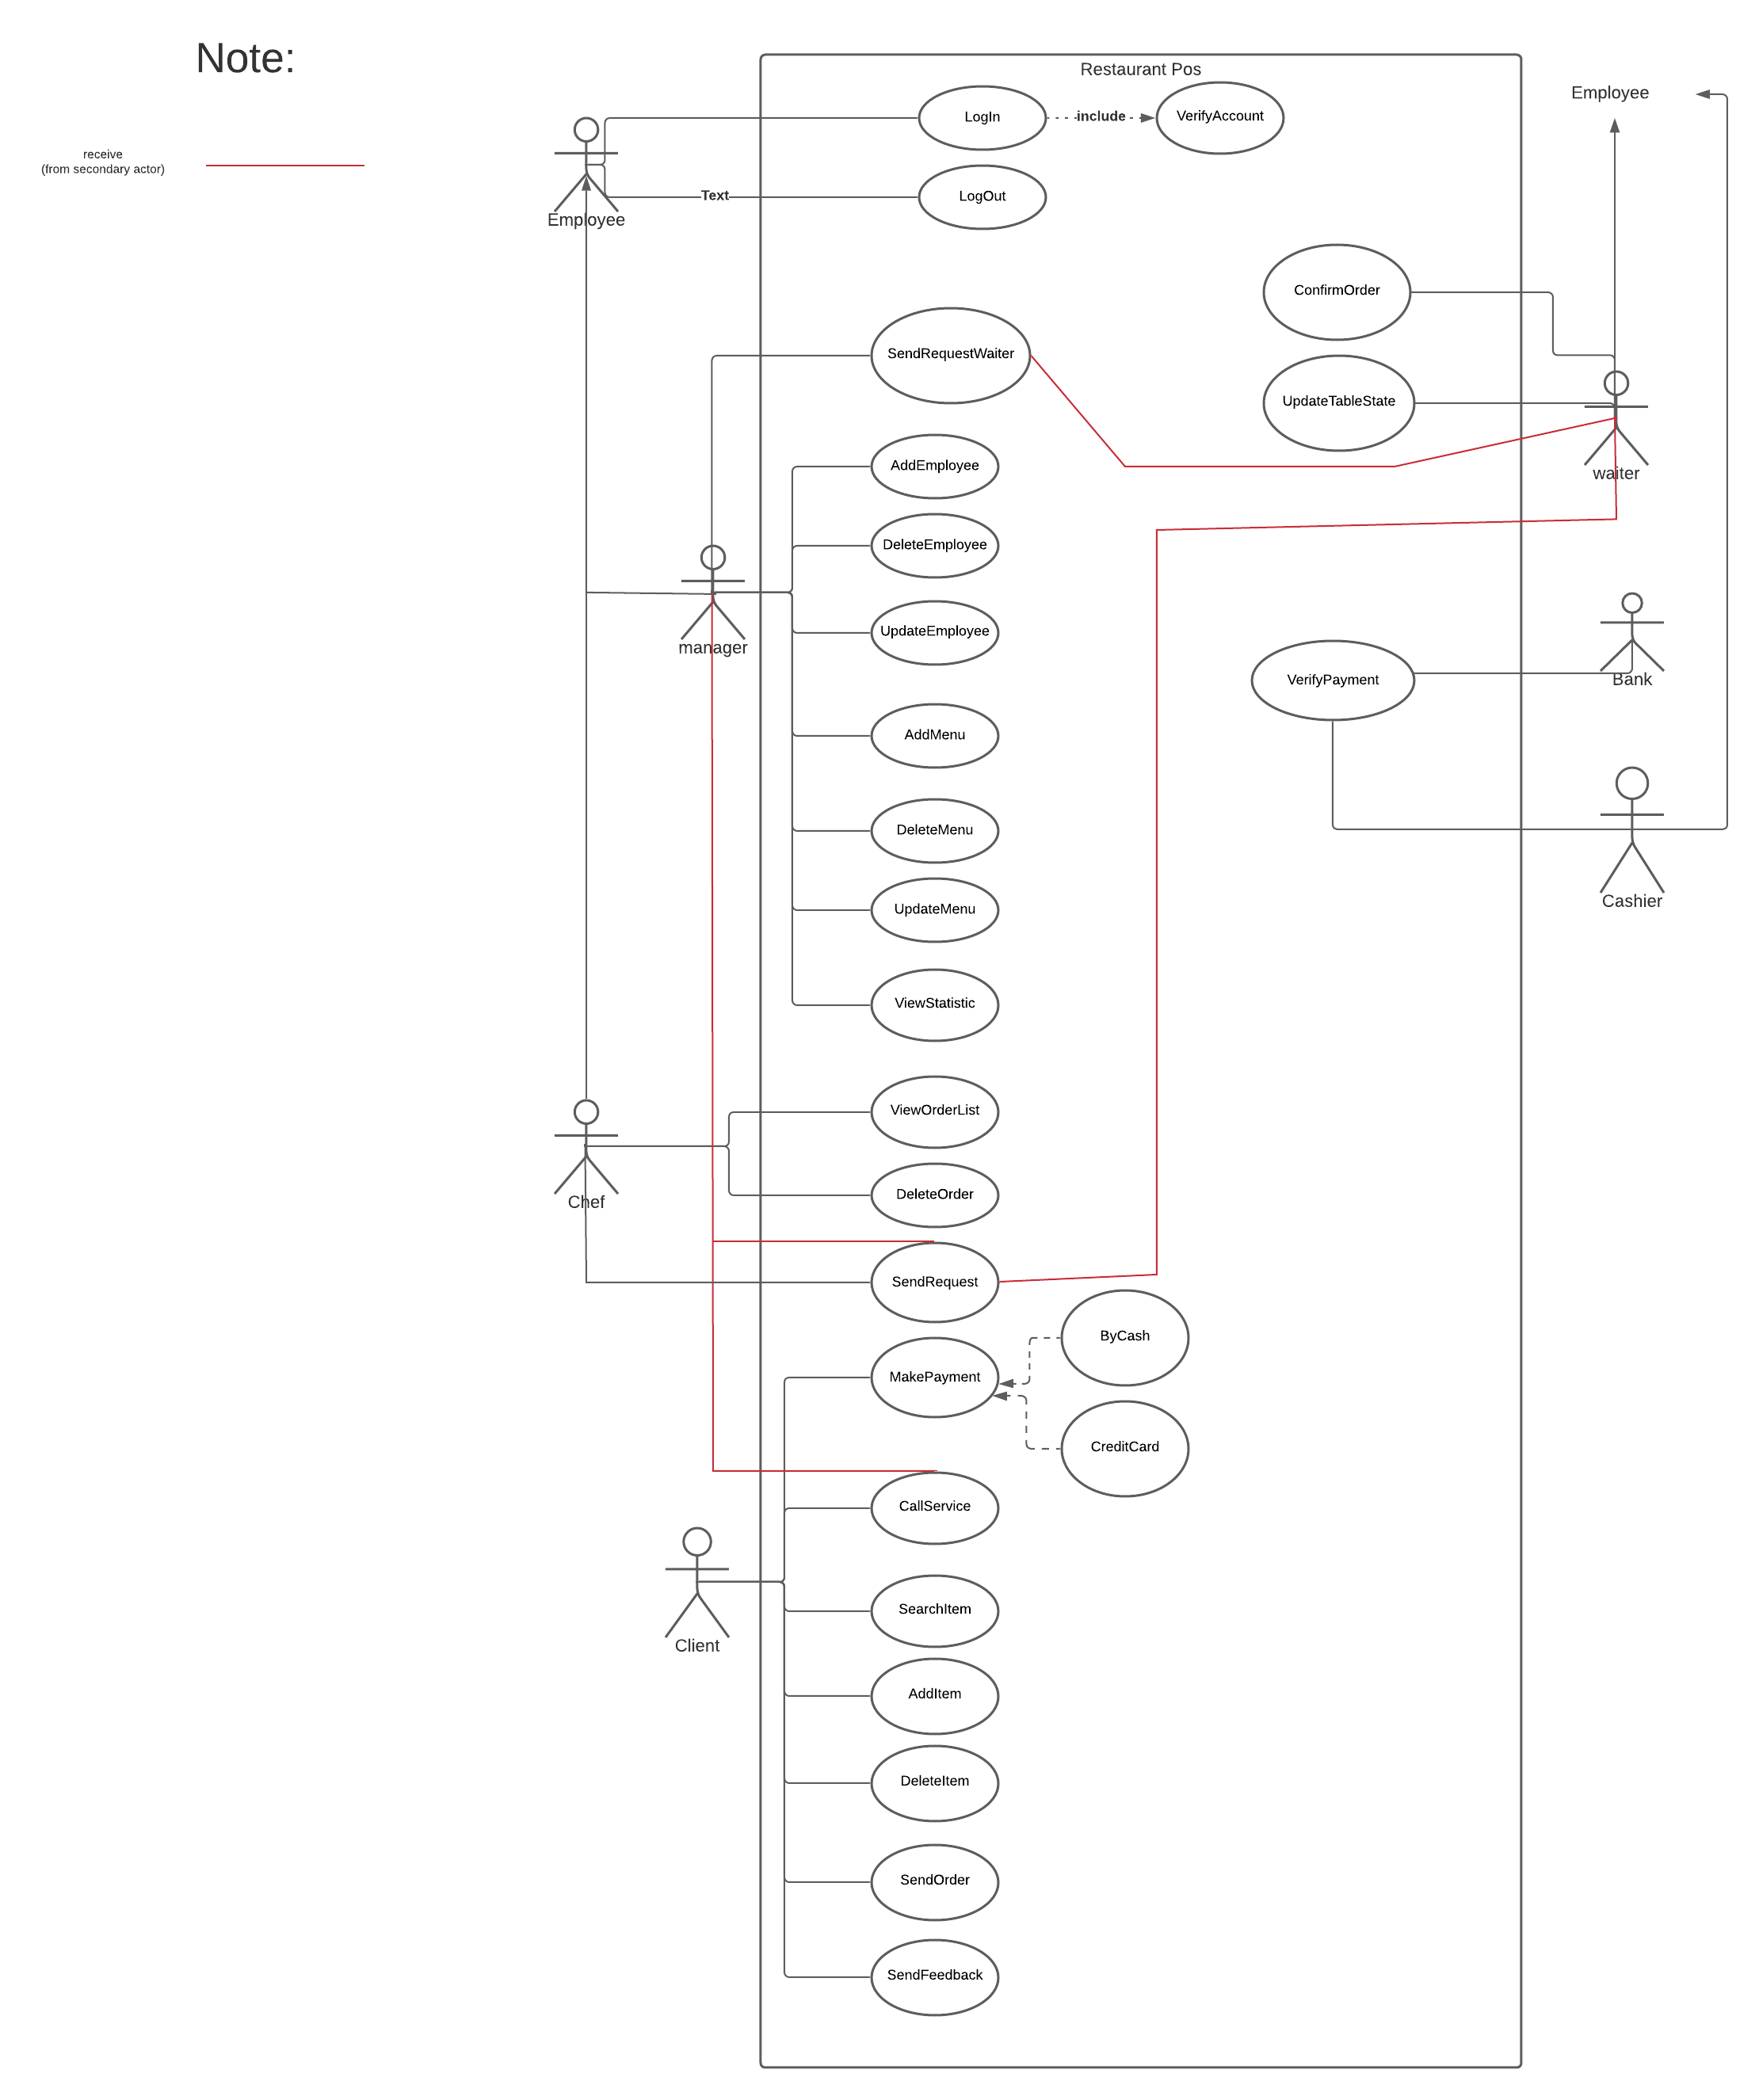 Note:
Restaurant Pos
Employee
LogIn
include
VerifyAccount
receive
(from secondary actor)
Text
LogOut
Employee
ConfirmOrder
SendRequestWaiter
UpdateTableState
AddEmployee
waiter
DeleteEmployee
UpdateEmployee
manager
VerifyPayment
Bank
AddMenu
DeleteMenu
Cashier
UpdateMenu
ViewStatistic
ViewOrderList
DeleteOrder
Chef
SendRequest
ByCash
MakePayment
CreditCard
CallService
SearchItem
Client
AddItem
DeleteItem
SendOrder
SendFeedback